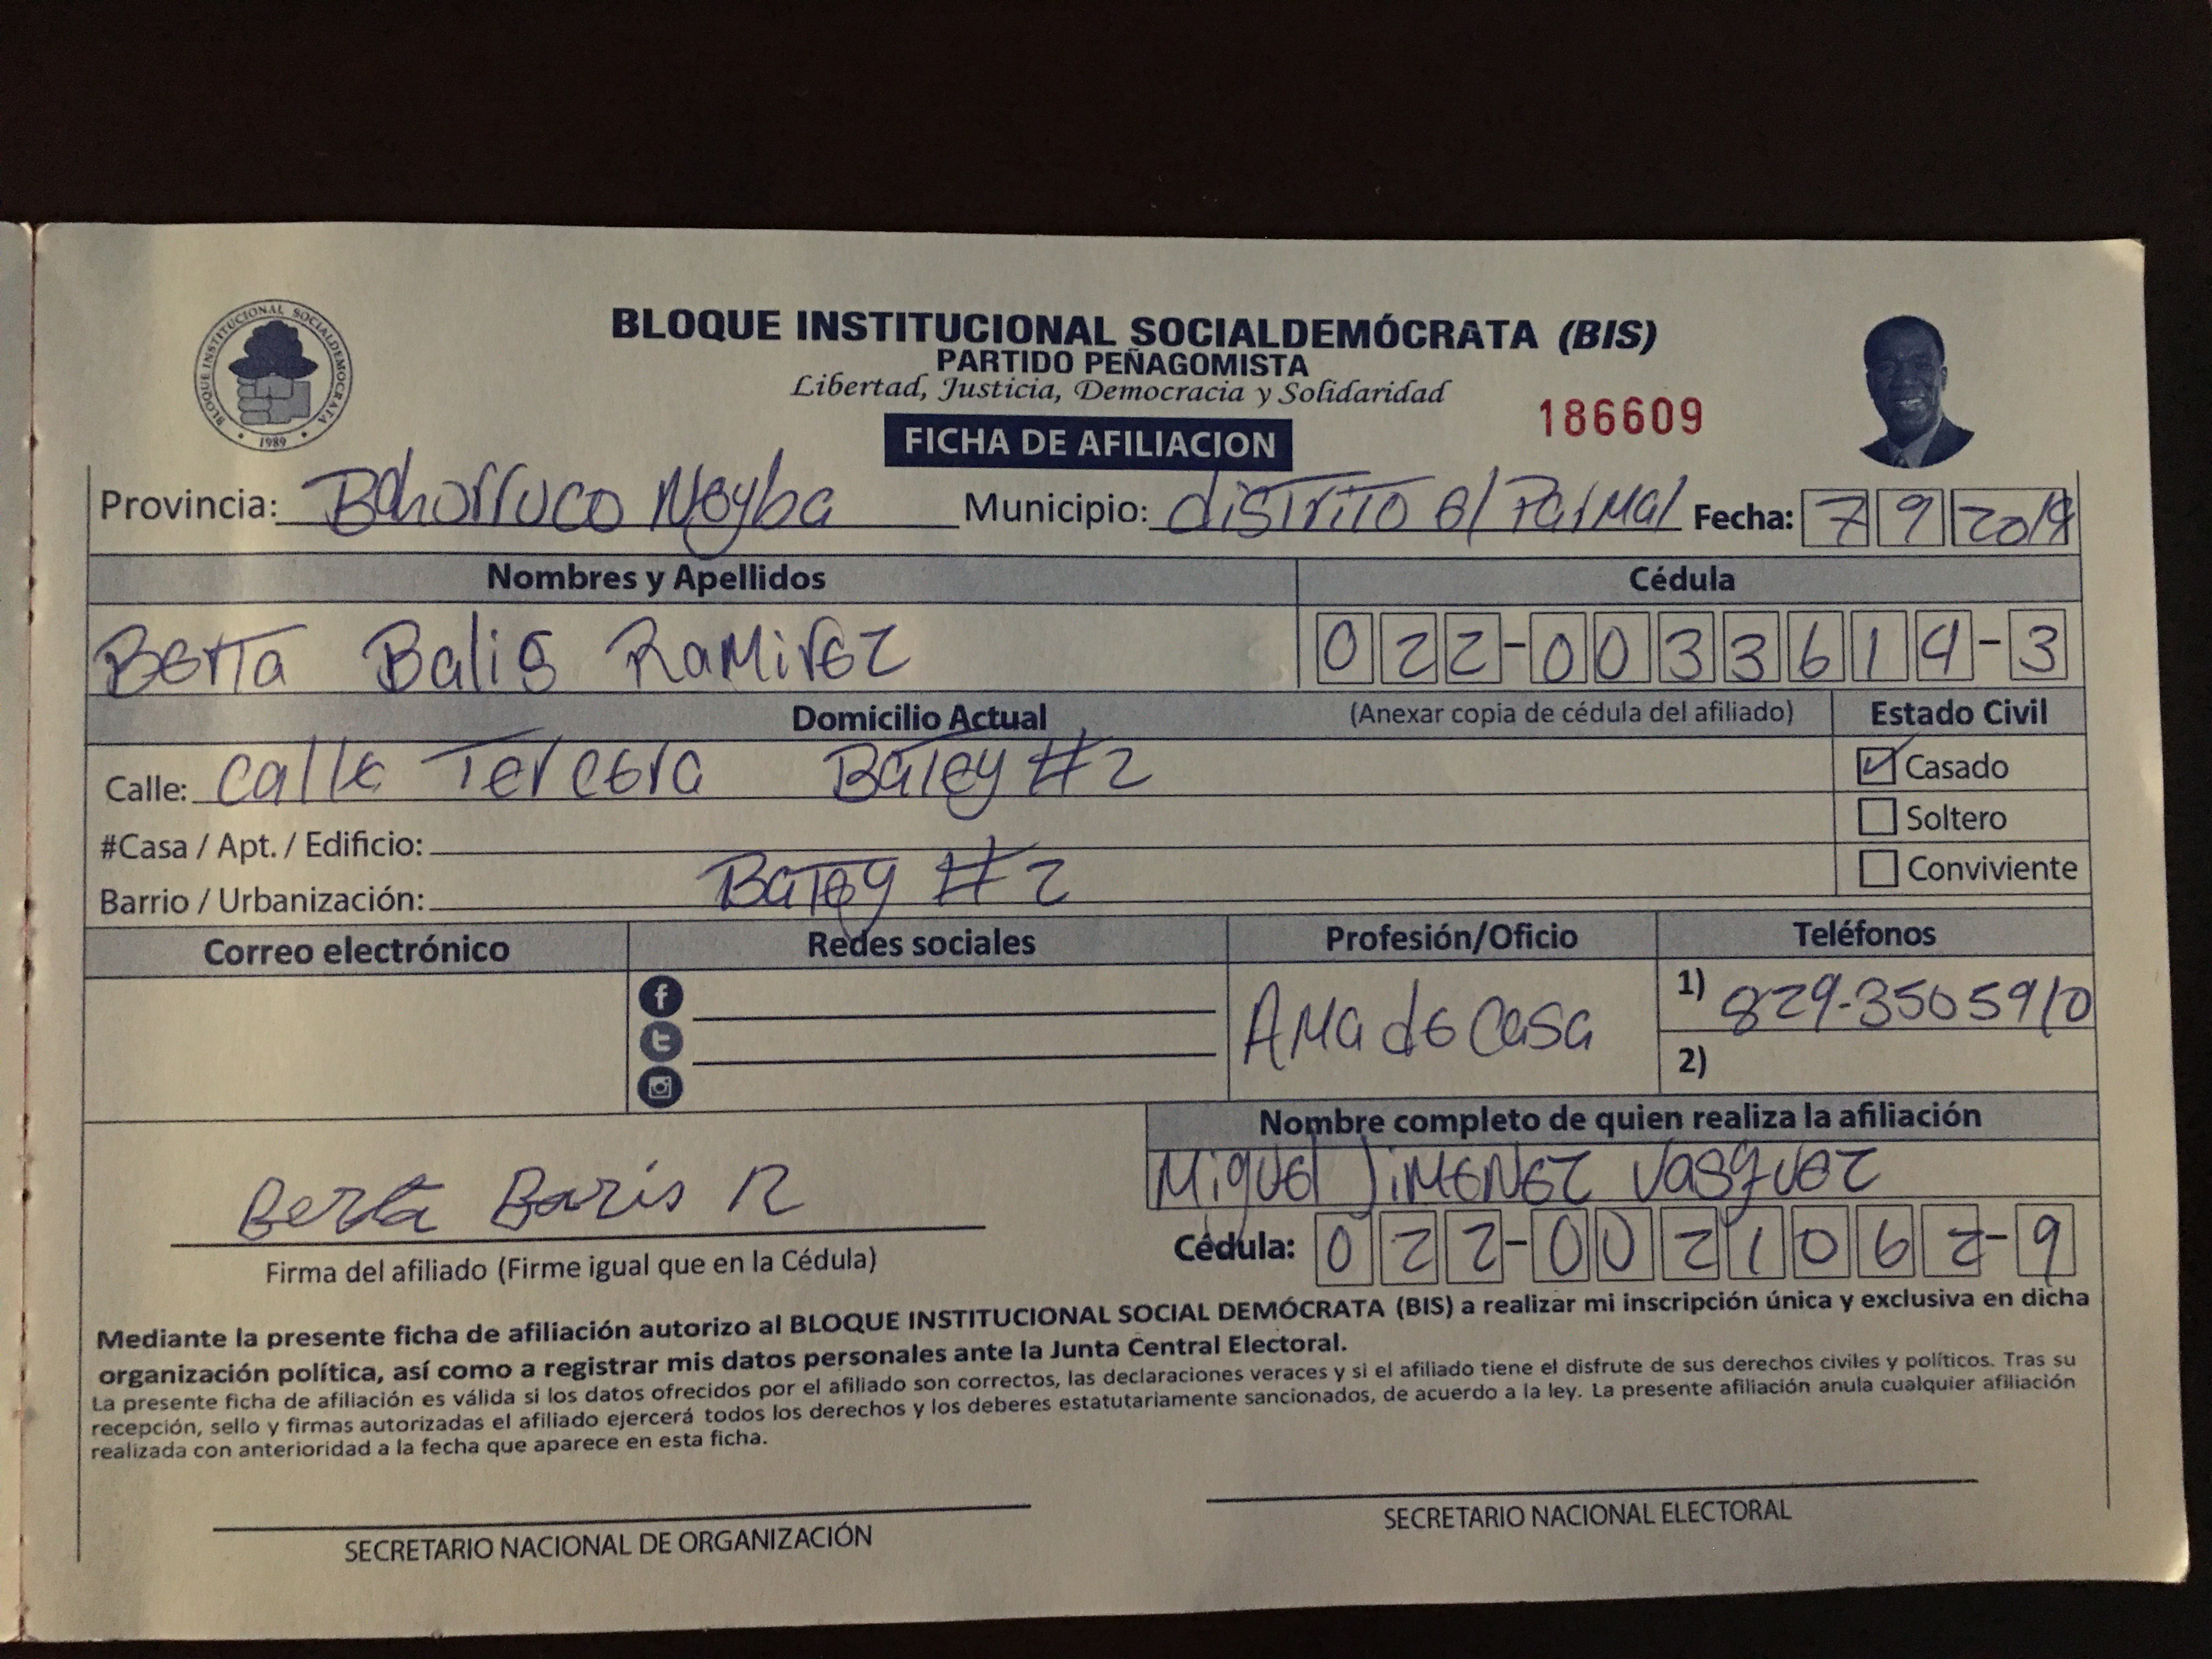 BLOQUE INSTITUCIONAL SOCIALDEMÓCRATA
1989
BLOQUE INSTITUCIONAL SOCIALDEMÓCRATA (BIS)
PARTIDO PEÑAGOMISTA
Libertad, Justicia, Democracia y Solidaridad
186609
FICHA DE AFILIACION
Provincia: Bahorruco Neyba Municipio: distrito el Palmal Fecha: 7 9 2019
Nombres y Apellidos Cédula
Berta Balis Ramirez 022-0033614-3
Domicilio Actual (Anexar copia de cédula del afiliado) Estado Civil
Calle: calle Tercera Batey #2 Casado
#Casa / Apt. / Edificio: Soltero
Barrio / Urbanización: Batey #2 Conviviente
Correo electrónico Redes sociales Profesión/Oficio Teléfonos
Ama de Casa 1) 829-3505910
2)
Nombre completo de quien realiza la afiliación
Miguel Jimenez Vasquez
Berta Baris R
Cédula: 022-0021062-9
Firma del afiliado (Firme igual que en la Cédula)
Mediante la presente ficha de afiliación autorizo al BLOQUE INSTITUCIONAL SOCIAL DEMÓCRATA (BIS) a realizar mi inscripción única y exclusiva en dicha
organización política, así como a registrar mis datos personales ante la Junta Central Electoral.
La presente ficha de afiliación es válida si los datos ofrecidos por el afiliado son correctos, las declaraciones veraces y si el afiliado tiene el disfrute de sus derechos civiles y políticos. Tras su
recepción, sello y firmas autorizadas el afiliado ejercerá todos los derechos y los deberes estatutariamente sancionados, de acuerdo a la ley. La presente afiliación anula cualquier afiliación
realizada con anterioridad a la fecha que aparece en esta ficha.
SECRETARIO NACIONAL DE ORGANIZACIÓN SECRETARIO NACIONAL ELECTORAL